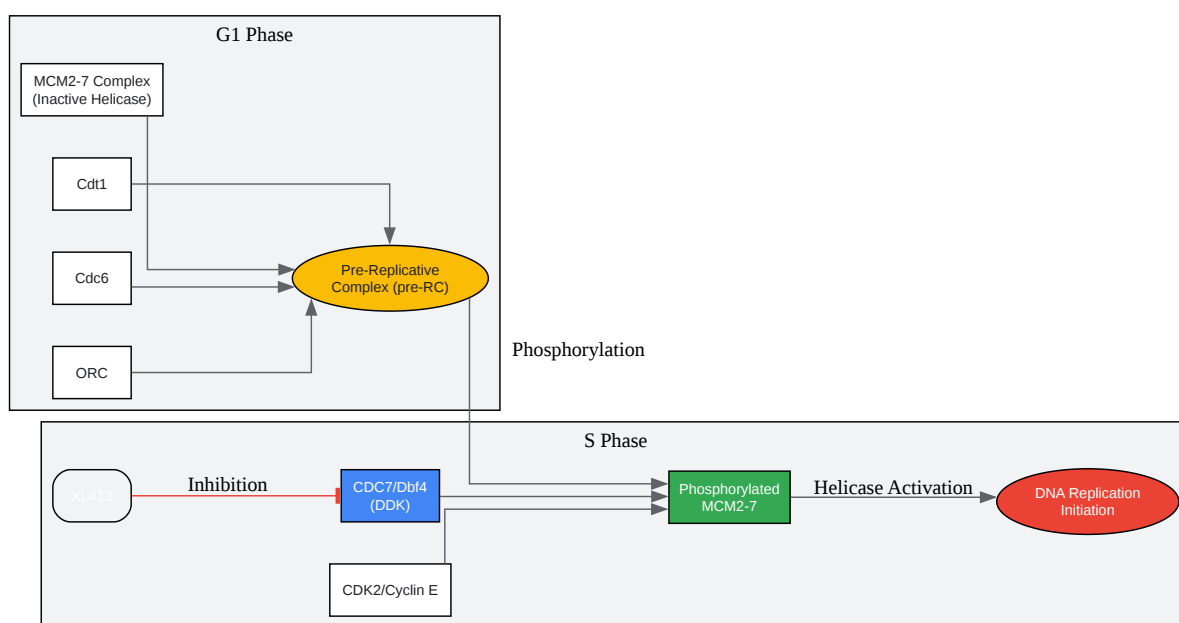 G1 Phase
MCM2-7 Complex
(Inactive Helicase)
Cdt1
Cdc6
Pre-Replicative
Complex (pre-RC)
ORC
Phosphorylation
S Phase
XL413
Inhibition
CDC7/Dbf4
(DDK)
Phosphorylated
MCM2-7
Helicase Activation
DNA Replication
Initiation
CDK2/Cyclin E